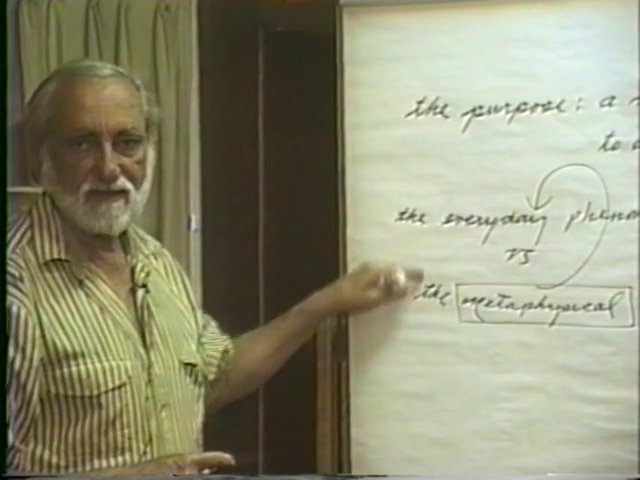 the purpose: a
to
the everyday
vs
the metaphysical